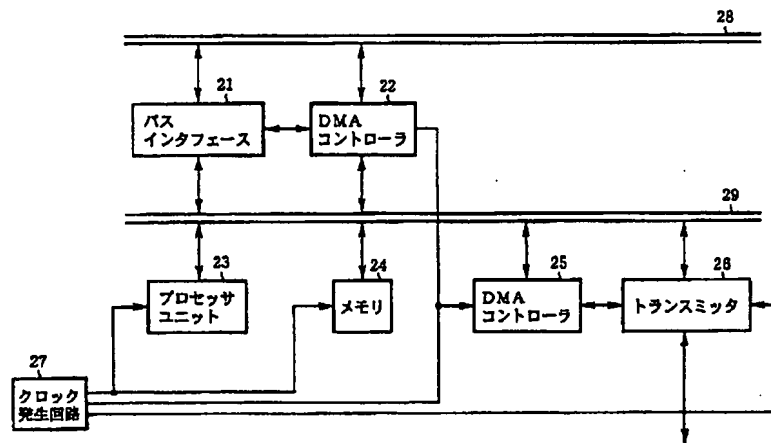 28
21
22
バス
インタフェース
DMA
コントローラ
29
23
24
25
26
プロセッサ
ユニット
メモリ
DMA
コントローラ
トランスミッタ
27
クロック
発生回路